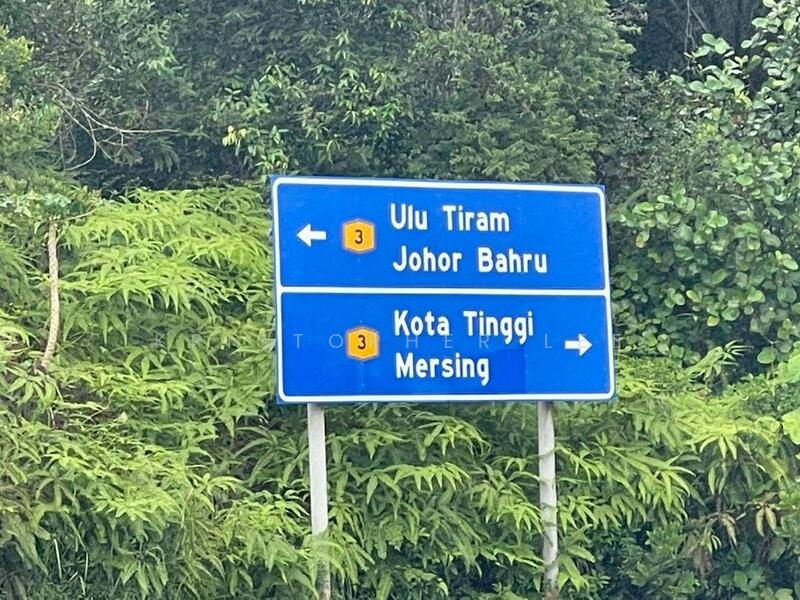 3 Ulu Tiram
Johor Bahru
3 Kota Tinggi
Mersing